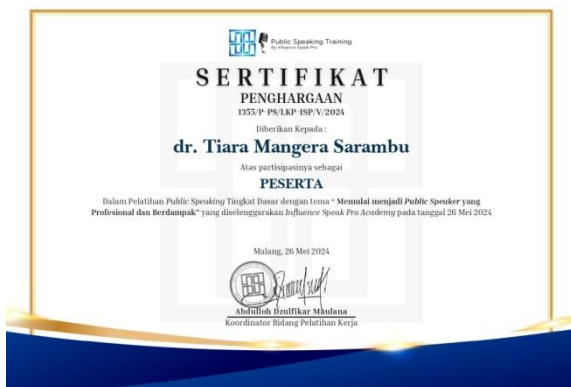 Public Speaking Training
By Influence Speak Pro
SERTIFIKAT
PENGHARGAAN
1355/P-PS/LKP-ISP/V/2024
Diberikan Kepada :
dr. Tiara Mangera Sarambu
Atas partisipasinya sebagai
PESERTA
Dalam Pelatihan Public Speaking Tingkat Dasar dengan tema “ Memulai menjadi Public Speaker yang
Profesional dan Berdampak” yang diselenggarakan Influence Speak Pro Academy pada tanggal 26 Mei 2024
Malang, 26 Mei 2024
Abdulloh Dzulfikar Maulana
Koordinator Bidang Pelatihan Kerja